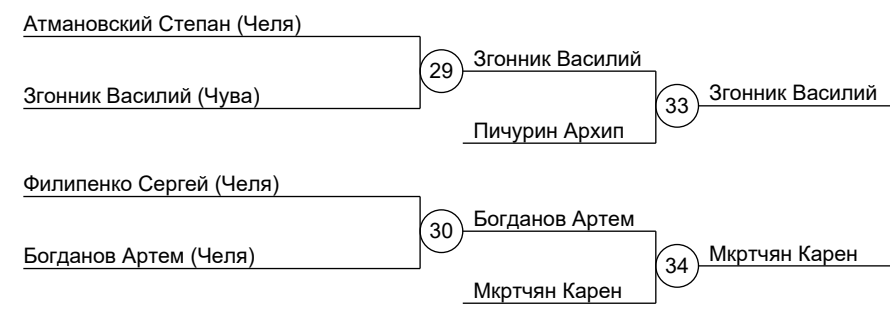 Атмановский Степан (Челя)
29
Згонник Василий
Згонник Василий (Чува)
33
Згонник Василий
Пичурин Архип
Филипенко Сергей (Челя)
30
Богданов Артем
Богданов Артем (Челя)
34
Мкртчян Карен
Мкртчян Карен